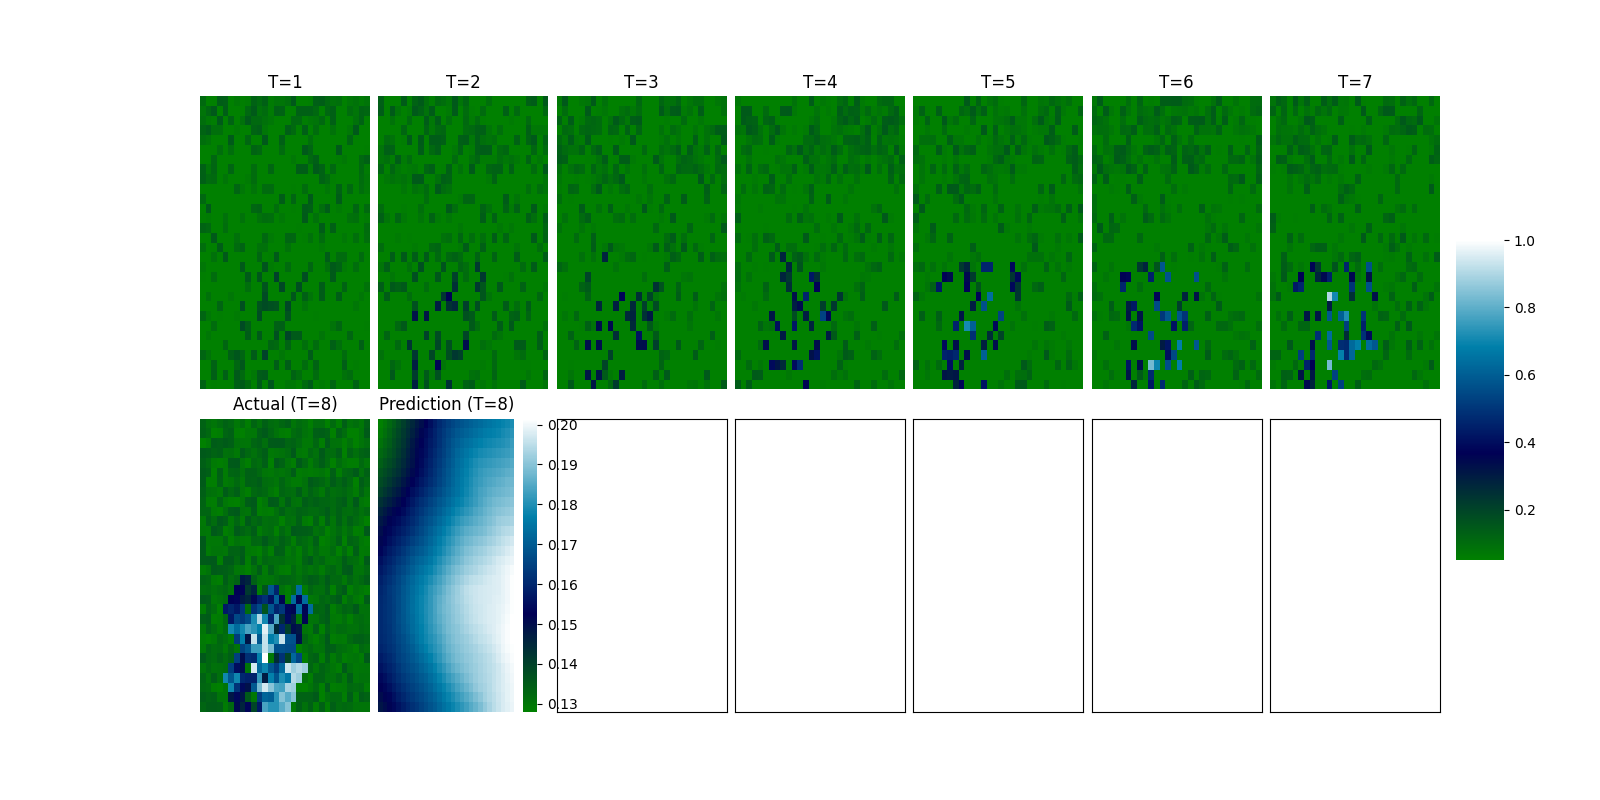 T=1
T=2
T=3
T=4
T=5
T=6
T=7
1.0
0.8
0.6
0.4
0.2
Actual (T=8)
Prediction (T=8)
0.20
0.19
0.18
0.17
0.16
0.15
0.14
0.13